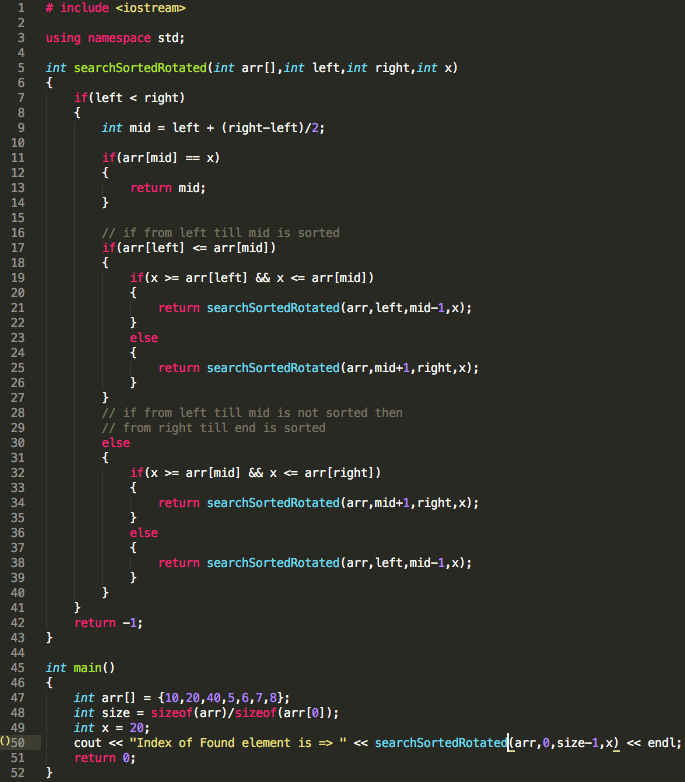 1 # include <iostream>
2
3 using namespace std;
4
5 int searchSortedRotated(int arr[],int left,int right,int x)
6 {
7     if(left < right)
8     {
9         int mid = left + (right-left)/2;
10
11         if(arr[mid] == x)
12         {
13             return mid;
14         }
15
16         // if from left till mid is sorted
17         if(arr[left] <= arr[mid])
18         {
19             if(x >= arr[left] && x <= arr[mid])
20             {
21                 return searchSortedRotated(arr,left,mid-1,x);
22             }
23             else
24             {
25                 return searchSortedRotated(arr,mid+1,right,x);
26             }
27         }
28         // if from left till mid is not sorted then
29         // from right till end is sorted
30         else
31         {
32             if(x >= arr[mid] && x <= arr[right])
33             {
34                 return searchSortedRotated(arr,mid+1,right,x);
35             }
36             else
37             {
38                 return searchSortedRotated(arr,left,mid-1,x);
39             }
40         }
41     }
42     return -1;
43 }
44
45 int main()
46 {
47     int arr[] = {10,20,40,5,6,7,8};
48     int size = sizeof(arr)/sizeof(arr[0]);
49     int x = 20;
()50     cout << "Index of Found element is => " << searchSortedRotated(arr,0,size-1,x) << endl;
51     return 0;
52 }